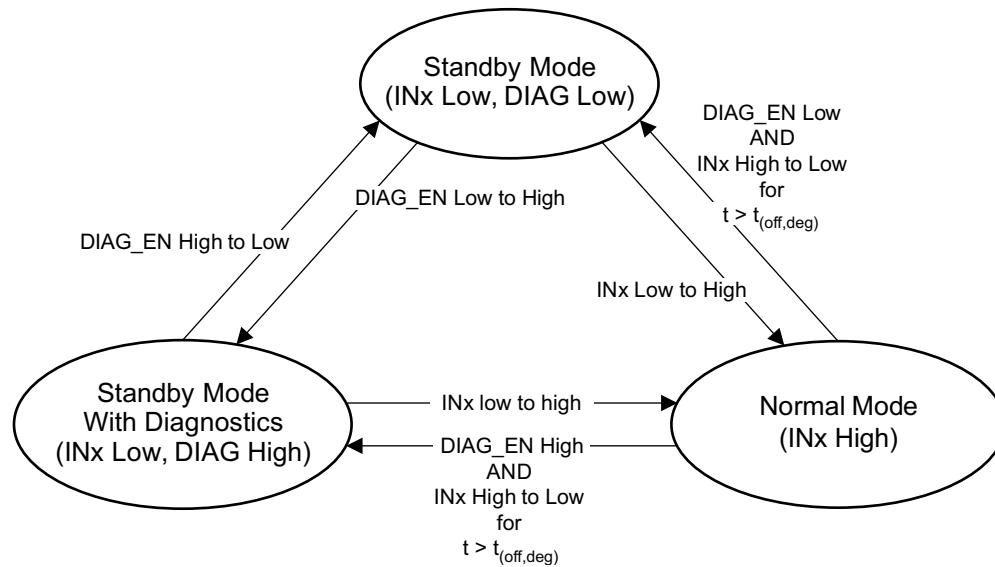 Standby Mode
(INx Low, DIAG Low)
DIAG_EN Low
AND
INx High to Low
for
t > t(off,deg)
DIAG_EN Low to High
DIAG_EN High to Low
INx Low to High
Standby Mode
With Diagnostics
(INx Low, DIAG High)
INx low to high
DIAG_EN High
AND
INx High to Low
for
t > t(off,deg)
Normal Mode
(INx High)